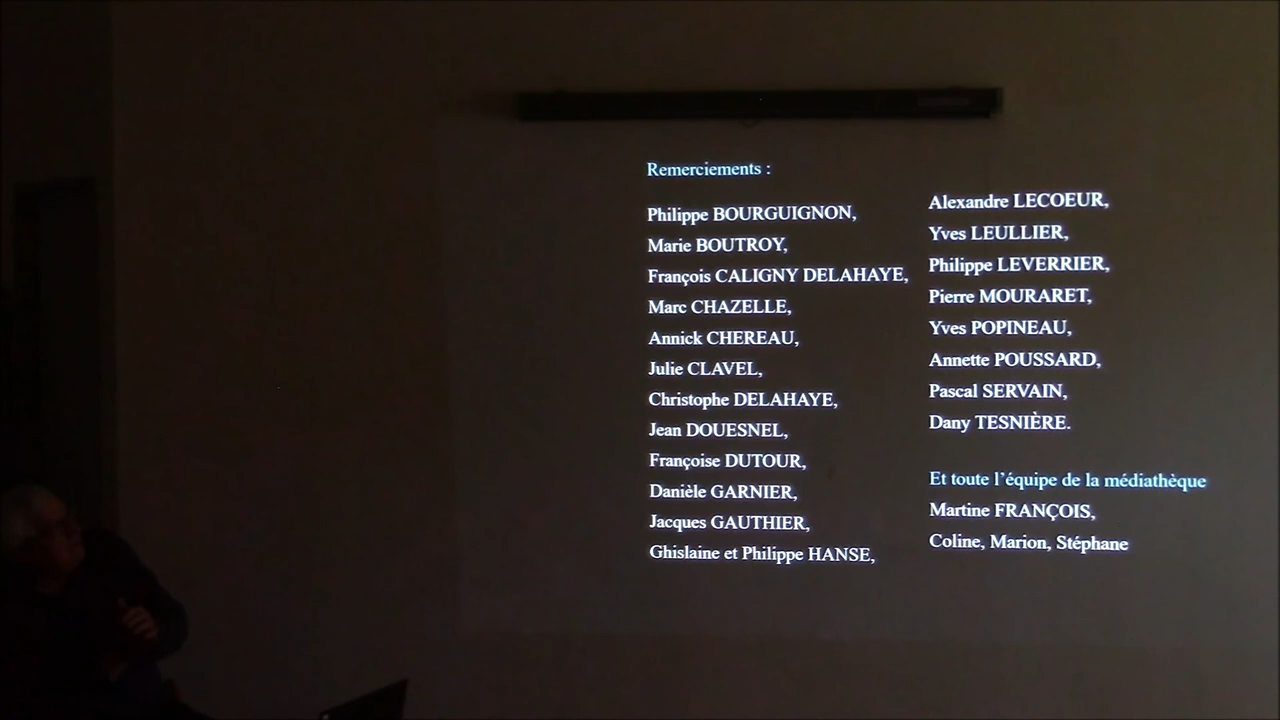 Remerciements :
Philippe BOURGUIGNON,
Marie BOUTROY,
François CALIGNY DELAHAYE,
Marc CHAZELLE,
Annick CHEREAU,
Julie CLAVEL,
Christophe DELAHAYE,
Jean DOUESNEL,
Françoise DUTOUR,
Danièle GARNIER,
Jacques GAUTHIER,
Ghislaine et Philippe HANSE,
Alexandre LECOEUR,
Yves LEULLIER,
Philippe LEVERRIER,
Pierre MOURARET,
Yves POPINEAU,
Annette POUSSARD,
Pascal SERVAIN,
Dany TESNIÈRE.
Et toute l’équipe de la médiathèque
Martine FRANÇOIS,
Coline, Marion, Stéphane